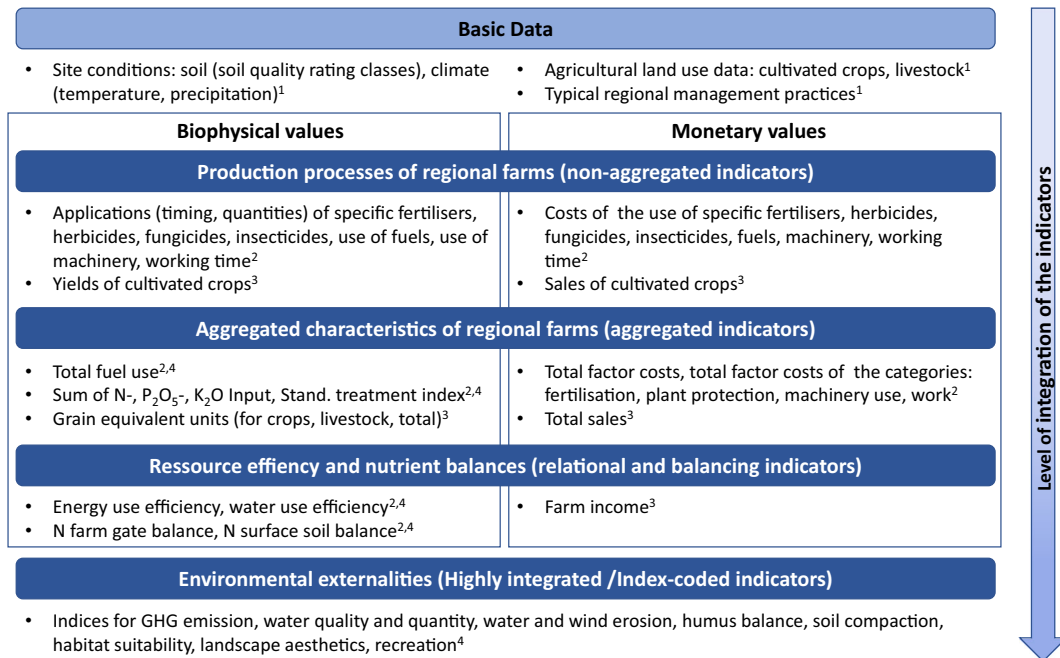 Basic Data
• Site conditions: soil (soil quality rating classes), climate
(temperature, precipitation)¹
• Agricultural land use data: cultivated crops, livestock¹
• Typical regional management practices¹
Biophysical values
Monetary values
Production processes of regional farms (non-aggregated indicators)
• Applications (timing, quantities) of specific fertilisers,
herbicides, fungicides, insecticides, use of fuels, use of
machinery, working time²
• Yields of cultivated crops³
• Costs of the use of specific fertilisers, herbicides,
fungicides, insecticides, fuels, machinery, working
time²
• Sales of cultivated crops³
Aggregated characteristics of regional farms (aggregated indicators)
• Total fuel use²,⁴
• Sum of N-, P₂O₅-, K₂O Input, Stand. treatment index²,⁴
• Grain equivalent units (for crops, livestock, total)³
• Total factor costs, total factor costs of the categories:
fertilisation, plant protection, machinery use, work²
• Total sales³
Ressource effiency and nutrient balances (relational and balancing indicators)
• Energy use efficiency, water use efficiency²,⁴
• N farm gate balance, N surface soil balance²,⁴
• Farm income³
Environmental externalities (Highly integrated /Index-coded indicators)
• Indices for GHG emission, water quality and quantity, water and wind erosion, humus balance, soil compaction,
habitat suitability, landscape aesthetics, recreation⁴
Level of integration of the indicators